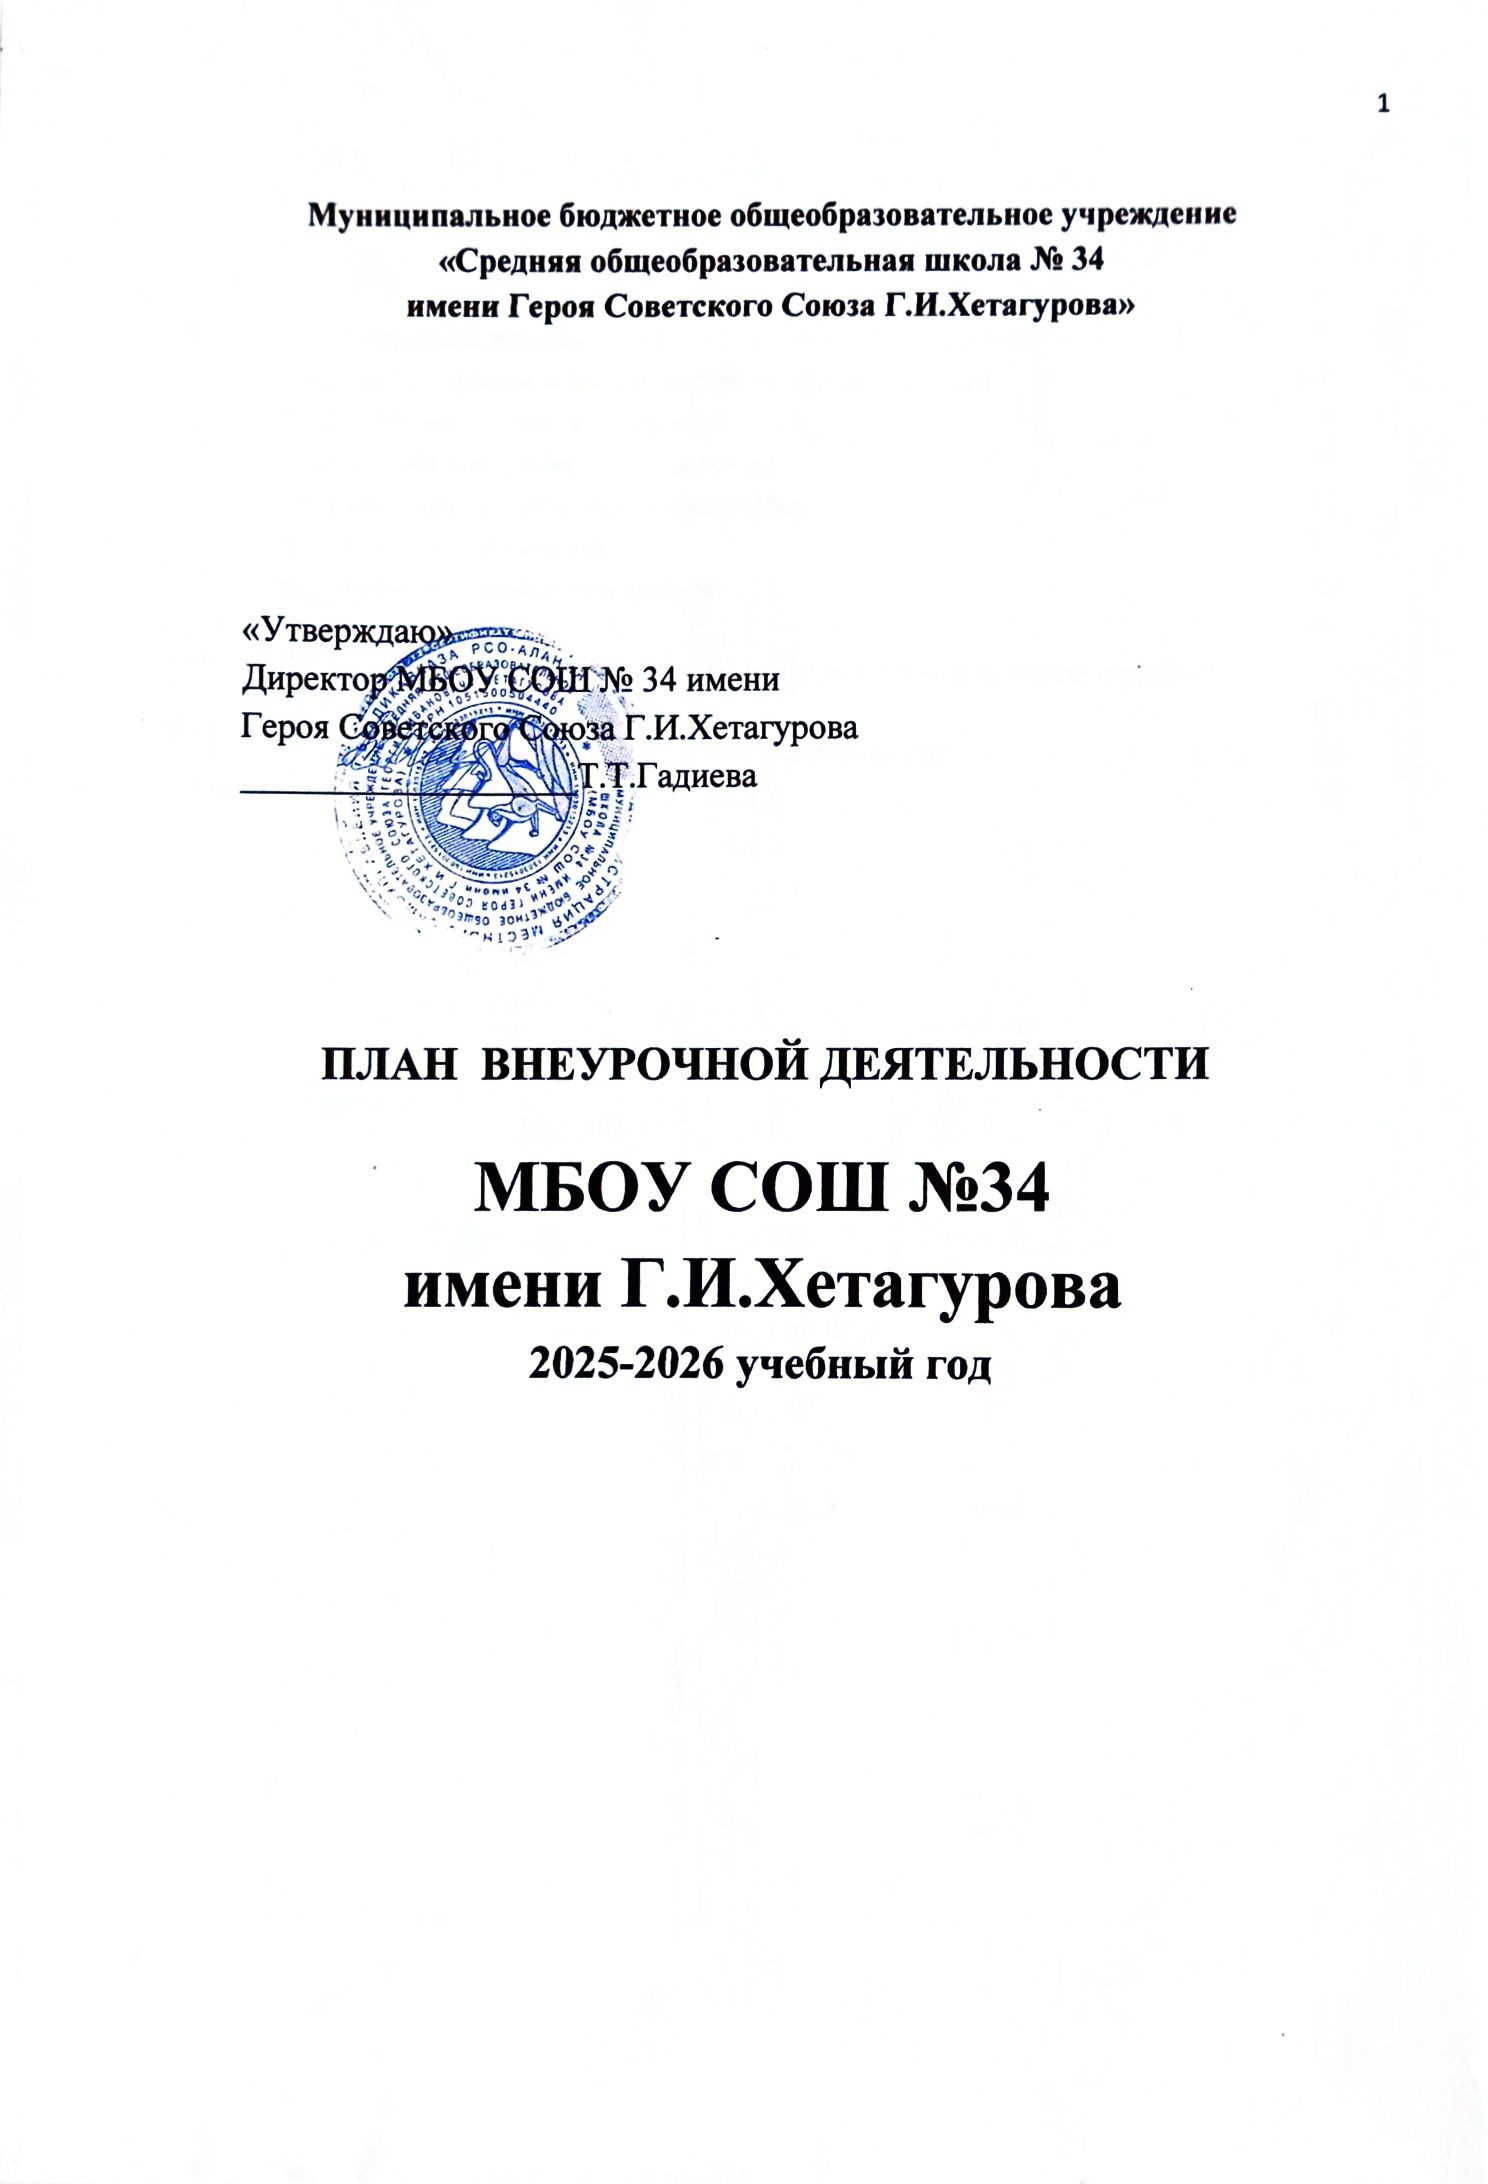 1
Муниципальное бюджетное общеобразовательное учреждение
«Средняя общеобразовательная школа № 34
имени Героя Советского Союза Г.И.Хетагурова»
«Утверждаю»
Директор МБОУ СОШ № 34 имени
Героя Советского Союза Г.И.Хетагурова
Т.Т.Гадиева
ПЛАН ВНЕУРОЧНОЙ ДЕЯТЕЛЬНОСТИ
МБОУ СОШ №34
имени Г.И.Хетагурова
2025-2026 учебный год